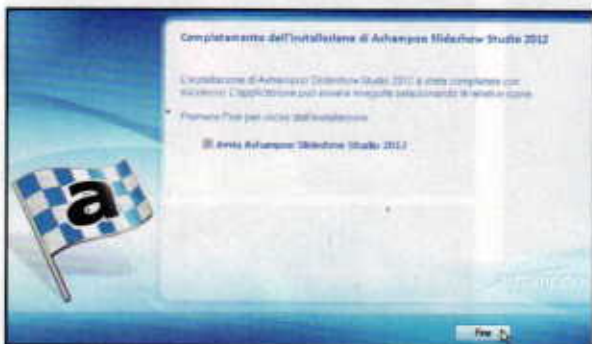 Completamento dell'installazione di Ashampoo Slideshow Studio 2012
L'installazione di Ashampoo Slideshow Studio 2012 è stata completata con
successo. L'applicazione può essere eseguita selezionando le relative icone.
Premere Fine per uscire dall'installazione.
Avvia Ashampoo Slideshow Studio 2012
a
Fine